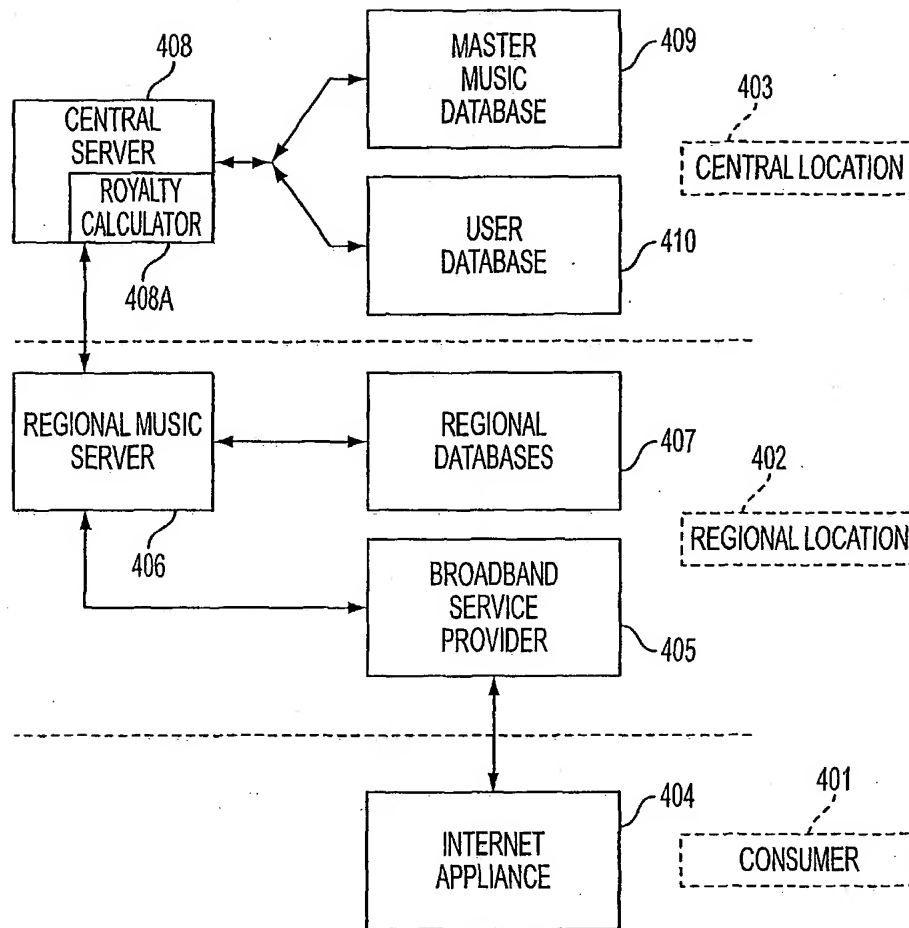 408
CENTRAL
SERVER
ROYALTY
CALCULATOR
408A
MASTER
MUSIC
DATABASE
409
403
CENTRAL LOCATION
USER
DATABASE
410
REGIONAL MUSIC
SERVER
406
REGIONAL
DATABASES
407
402
REGIONAL LOCATION
BROADBAND
SERVICE
PROVIDER
405
INTERNET
APPLIANCE
404
401
CONSUMER